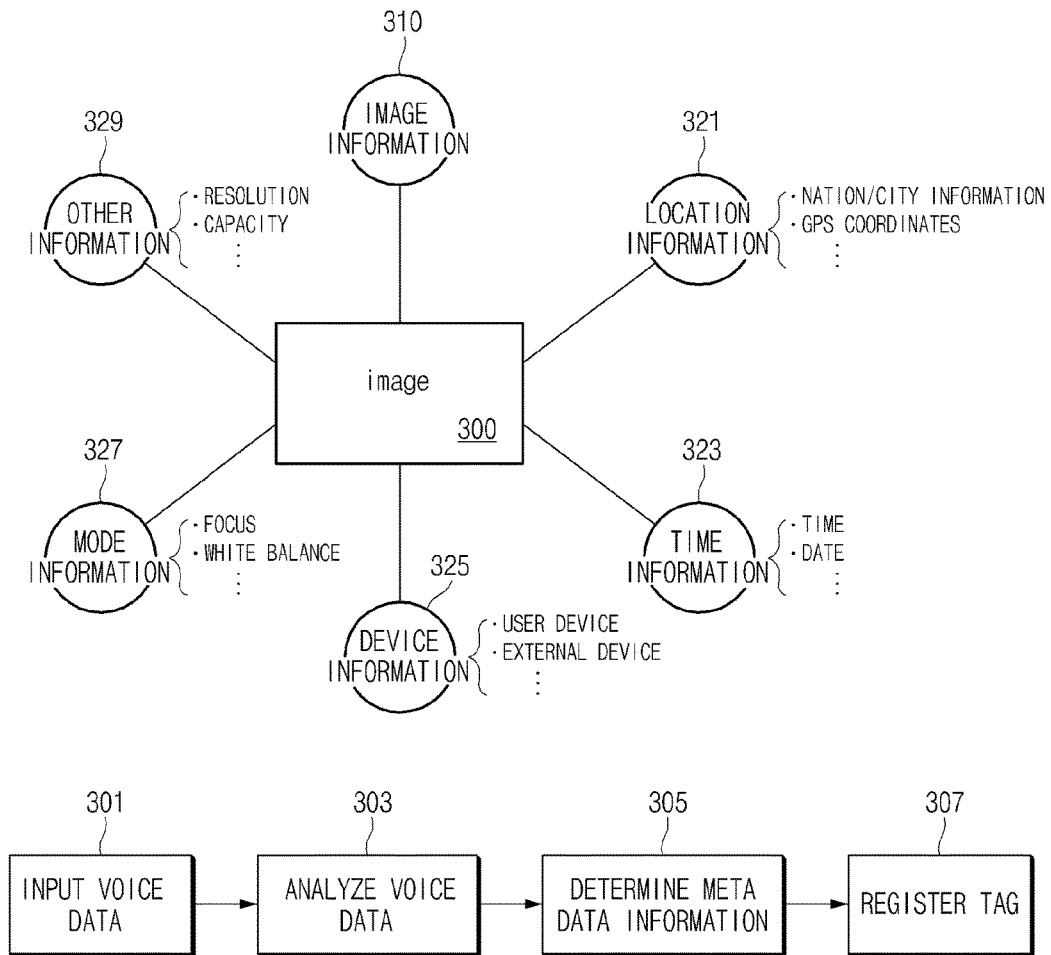 310
IMAGE
INFORMATION
329
OTHER
INFORMATION
· RESOLUTION
· CAPACITY
⋮
321
LOCATION
INFORMATION
· NATION/CITY INFORMATION
· GPS COORDINATES
⋮
image
300
327
MODE
INFORMATION
· FOCUS
· WHITE BALANCE
⋮
323
TIME
INFORMATION
· TIME
· DATE
⋮
325
DEVICE
INFORMATION
· USER DEVICE
· EXTERNAL DEVICE
⋮
301
INPUT VOICE
DATA
303
ANALYZE VOICE
DATA
305
DETERMINE META
DATA INFORMATION
307
REGISTER TAG